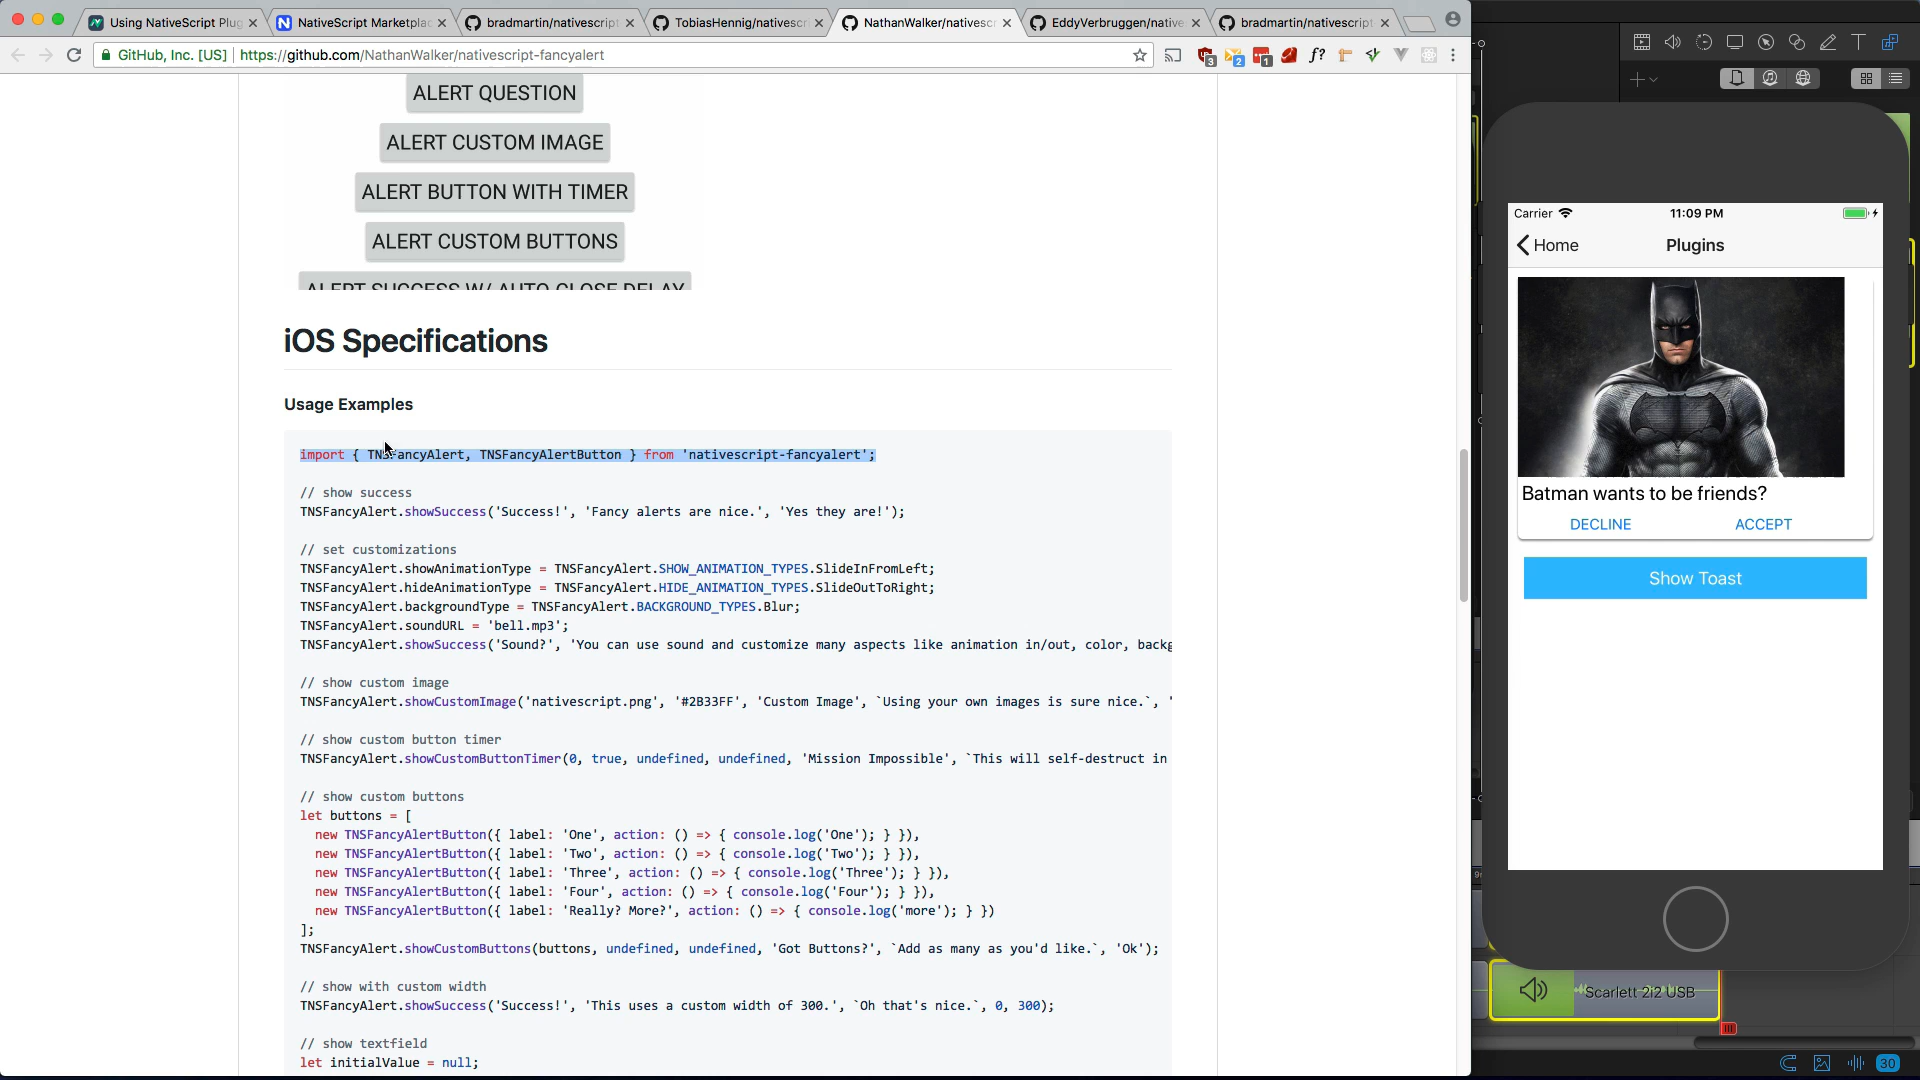 Using NativeScript Plug
NativeScript Marketplac
bradmartin/nativescript
TobiasHennig/nativescri
NathanWalker/nativesc
EddyVerbruggen/native
bradmartin/nativescript
GitHub, Inc. [US] https://github.com/NathanWalker/nativescript-fancyalert
3
2
1
f?
ALERT QUESTION
ALERT CUSTOM IMAGE
ALERT BUTTON WITH TIMER
ALERT CUSTOM BUTTONS
ALERT SUCCESS W/ AUTO CLOSE DELAY
iOS Specifications
Usage Examples
import { TNSFancyAlert, TNSFancyAlertButton } from 'nativescript-fancyalert';
// show success
TNSFancyAlert.showSuccess('Success!', 'Fancy alerts are nice.', 'Yes they are!');
// set customizations
TNSFancyAlert.showAnimationType = TNSFancyAlert.SHOW_ANIMATION_TYPES.SlideInFromLeft;
TNSFancyAlert.hideAnimationType = TNSFancyAlert.HIDE_ANIMATION_TYPES.SlideOutToRight;
TNSFancyAlert.backgroundType = TNSFancyAlert.BACKGROUND_TYPES.Blur;
TNSFancyAlert.soundURL = 'bell.mp3';
TNSFancyAlert.showSuccess('Sound?', 'You can use sound and customize many aspects like animation in/out, color, backg
// show custom image
TNSFancyAlert.showCustomImage('nativescript.png', '#2B33FF', 'Custom Image', `Using your own images is sure nice.`, '
// show custom button timer
TNSFancyAlert.showCustomButtonTimer(0, true, undefined, undefined, 'Mission Impossible', `This will self-destruct in
// show custom buttons
let buttons = [
new TNSFancyAlertButton({ label: 'One', action: () => { console.log('One'); } }),
new TNSFancyAlertButton({ label: 'Two', action: () => { console.log('Two'); } }),
new TNSFancyAlertButton({ label: 'Three', action: () => { console.log('Three'); } }),
new TNSFancyAlertButton({ label: 'Four', action: () => { console.log('Four'); } }),
new TNSFancyAlertButton({ label: 'Really? More?', action: () => { console.log('more'); } })
];
TNSFancyAlert.showCustomButtons(buttons, undefined, undefined, 'Got Buttons?', `Add as many as you'd like.`, 'Ok');
// show with custom width
TNSFancyAlert.showSuccess('Success!', 'This uses a custom width of 300.', `Oh that's nice.`, 0, 300);
// show textfield
let initialValue = null;
Carrier
11:09 PM
Home
Plugins
Batman wants to be friends?
DECLINE
ACCEPT
Show Toast
Scarlett 2i2 USB
30